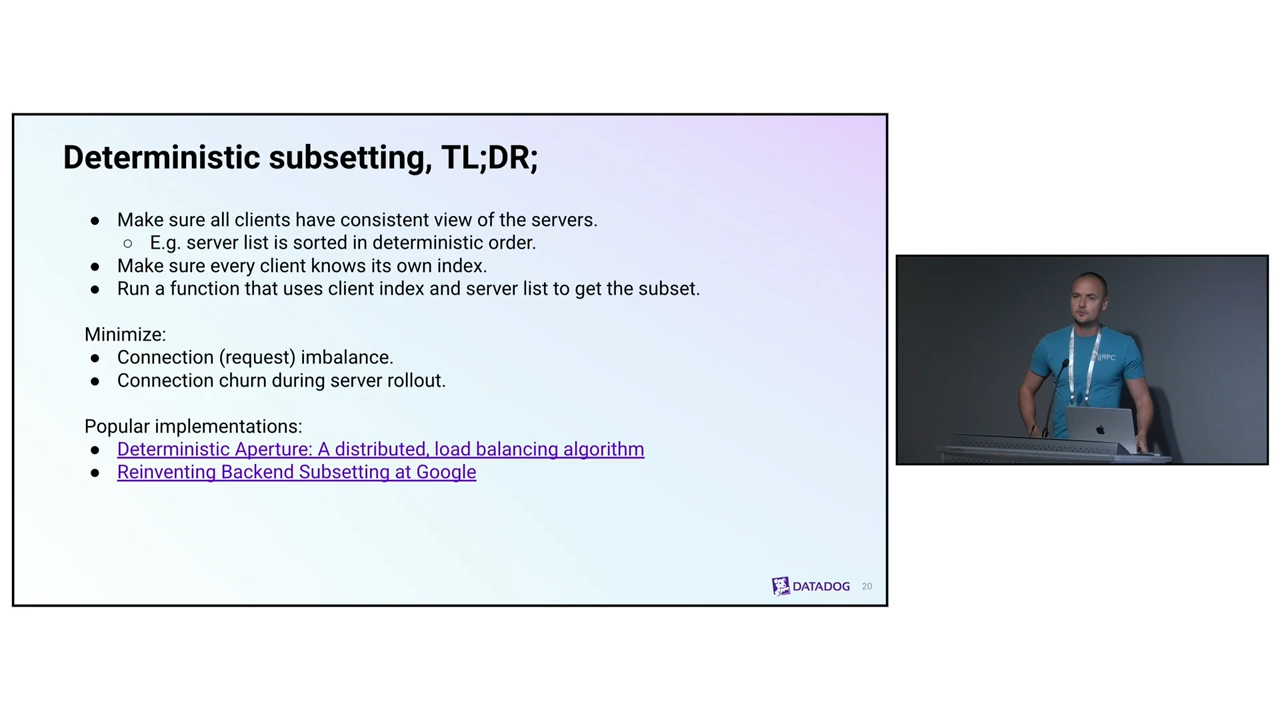 Deterministic subsetting, TL;DR;
● Make sure all clients have consistent view of the servers.
○ E.g. server list is sorted in deterministic order.
● Make sure every client knows its own index.
● Run a function that uses client index and server list to get the subset.
Minimize:
● Connection (request) imbalance.
● Connection churn during server rollout.
Popular implementations:
● Deterministic Aperture: A distributed, load balancing algorithm
● Reinventing Backend Subsetting at Google
DATADOG 20
gRPC